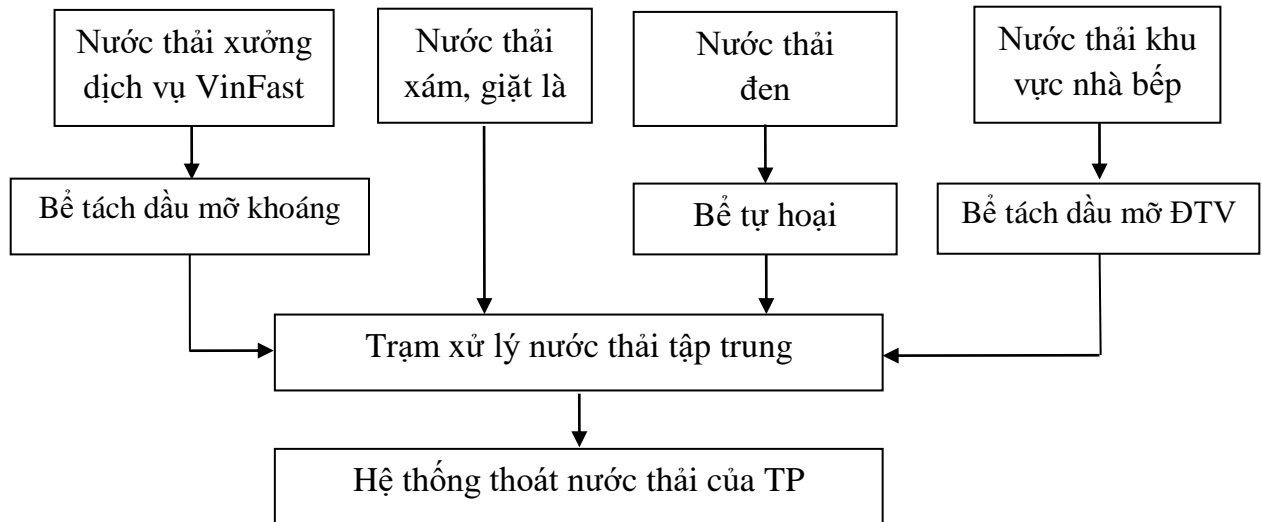 Nước thải xưởng
dịch vụ VinFast
Nước thải
xám, giặt là
Nước thải
đen
Nước thải khu
vực nhà bếp
Bể tách dầu mỡ khoáng
Bể tự hoại
Bể tách dầu mỡ ĐTV
Trạm xử lý nước thải tập trung
Hệ thống thoát nước thải của TP